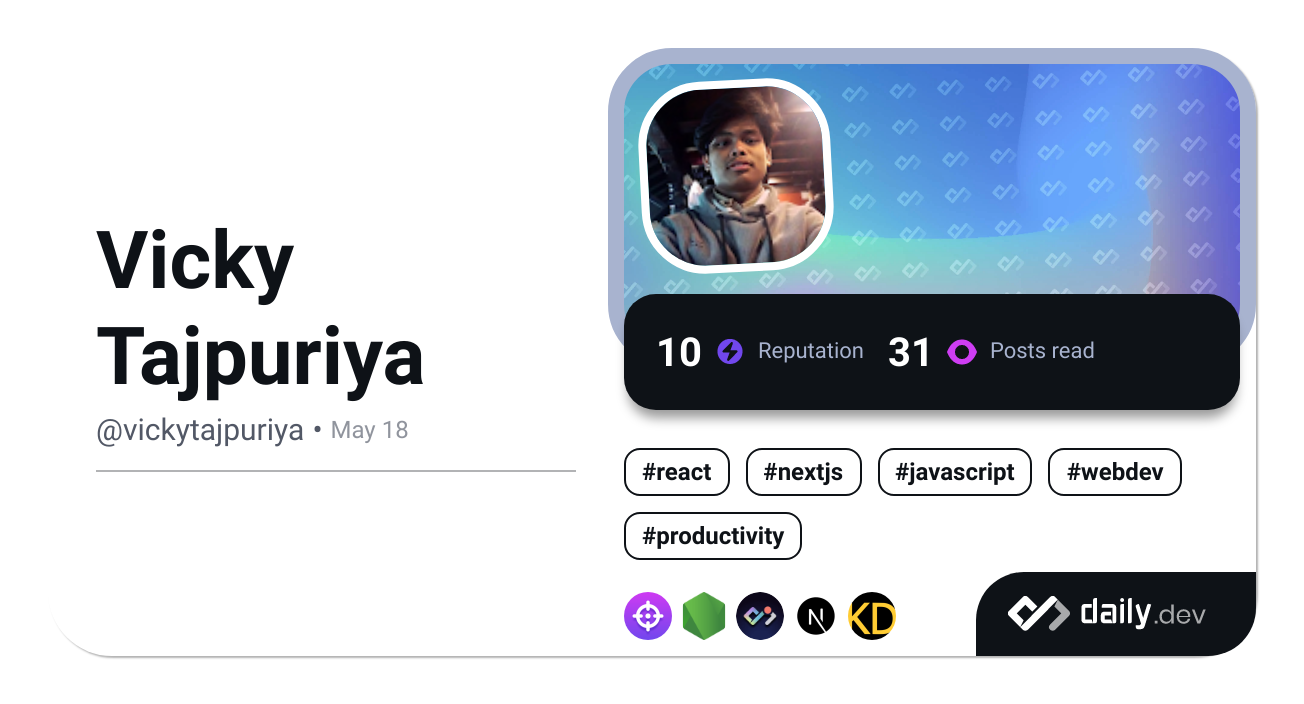 Vicky
Tajpuriya
@vickytajpuriya • May 18
10 Reputation 31 Posts read
#react #nextjs #javascript #webdev
#productivity
N KD
daily.dev